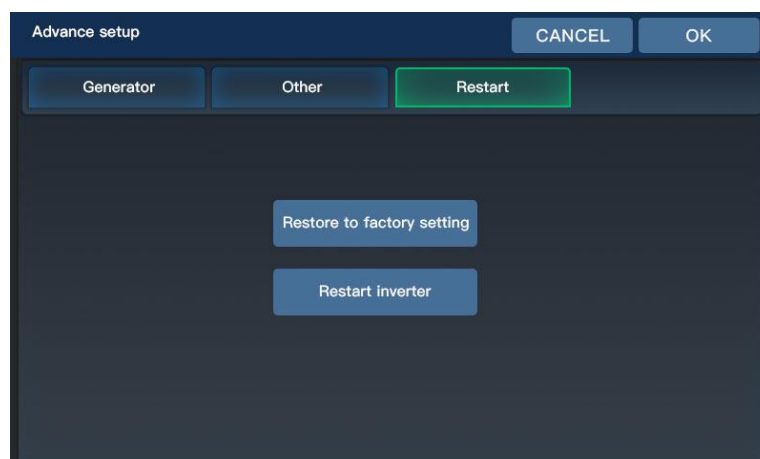 Advance setup
CANCEL
OK
Generator
Other
Restart
Restore to factory setting
Restart inverter